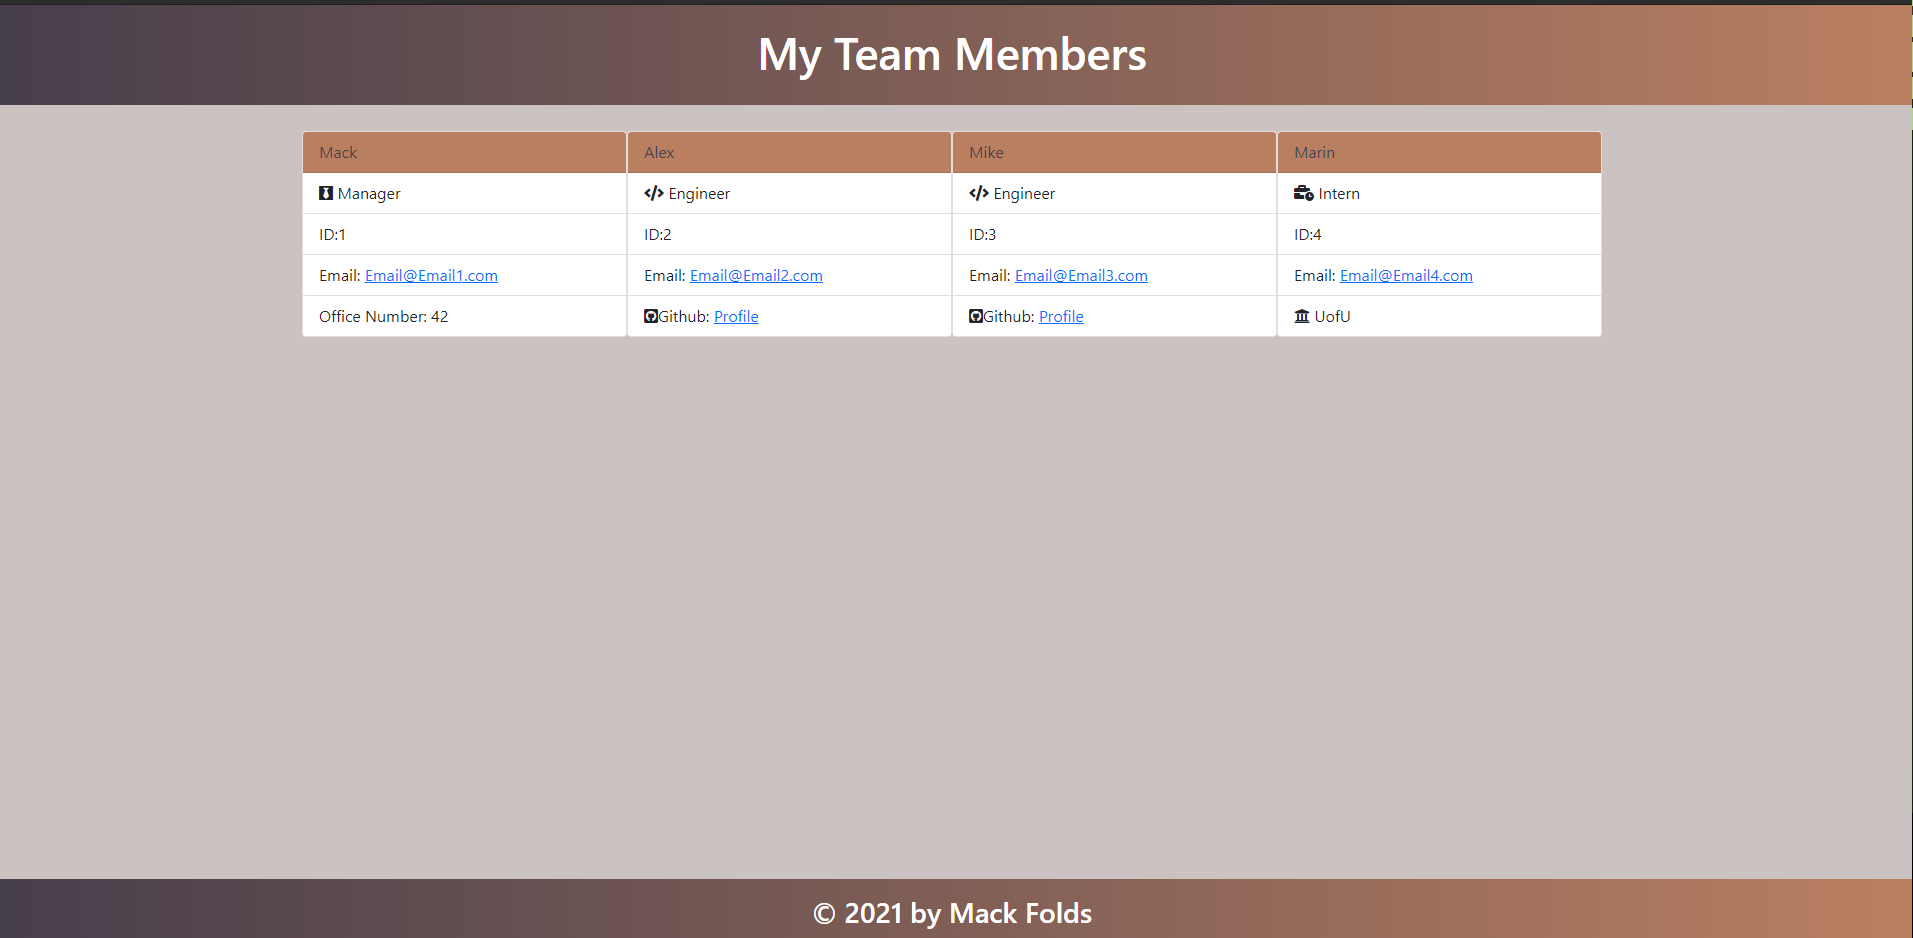 My Team Members
Mack
Manager
ID:1
Email: Email@Email1.com
Office Number: 42
Alex
Engineer
ID:2
Email: Email@Email2.com
Github: Profile
Mike
Engineer
ID:3
Email: Email@Email3.com
Github: Profile
Marin
Intern
ID:4
Email: Email@Email4.com
UofU
© 2021 by Mack Folds